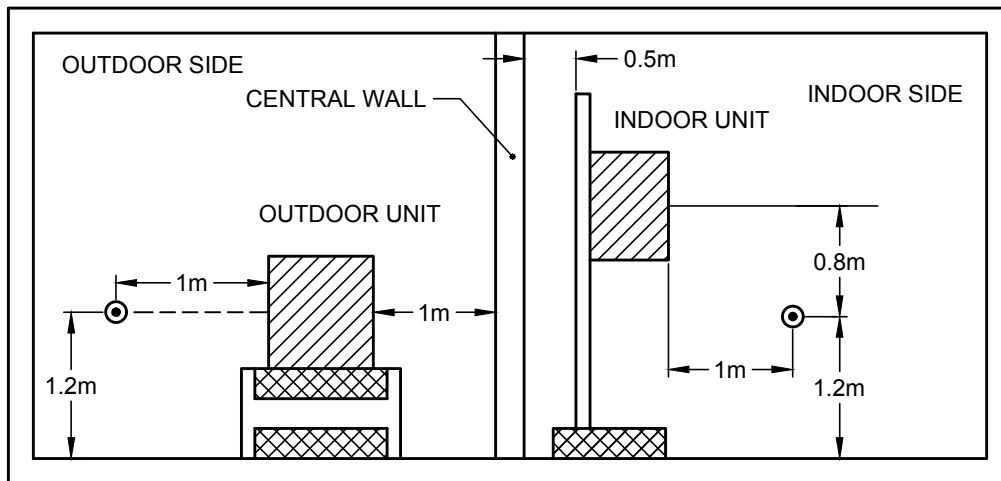 OUTDOOR SIDE
0.5m
CENTRAL WALL
INDOOR SIDE
INDOOR UNIT
OUTDOOR UNIT
1m
0.8m
1m
1.2m
1m
1.2m